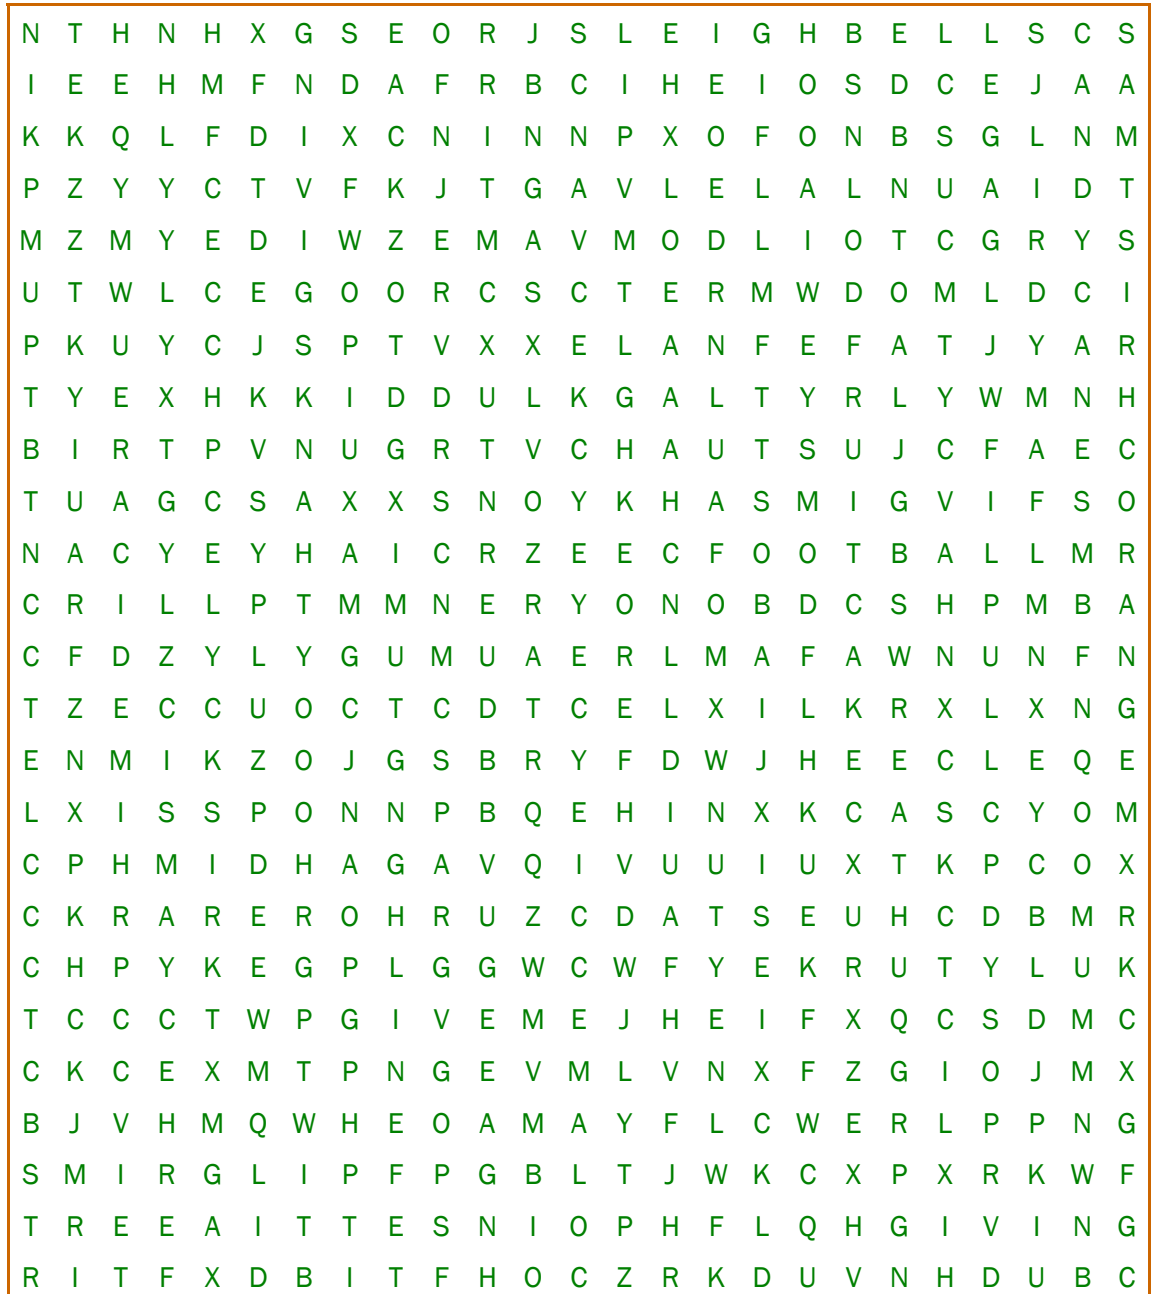 N T H N H X G S E O R J S L E I G H B E L L S C S
I E E H M F N D A F R B C I H E I O S D C E J A A
K K Q L F D I X C N I N N P X O F O N B S G L N M
P Z Y Y C T V F K J T G A V L E L A L N U A I D T
M Z M Y E D I W Z E M A V M O D L I O T C G R Y S
U T W L C E G O O R C S C T E R M W D O M L D C I
P K U Y C J S P T V X X E L A N F E F A T J Y A R
T Y E X H K K I D D U L K G A L T Y R L Y W M N H
B I R T P V N U G R T V C H A U T S U J C F A E C
T U A G C S A X X S N O Y K H A S M I G V I F S O
N A C Y E Y H A I C R Z E E C F O O T B A L L M R
C R I L L P T M M N E R Y O N O B D C S H P M B A
C F D Z Y L Y G U M U A E R L M A F A W N U N F N
T Z E C C U O C T C D T C E L X I L K R X L X N G
E N M I K Z O J G S B R Y F D W J H E E C L E Q E
L X I S S P O N N P B Q E H I N X K C A S C Y O M
C P H M I D H A G A V Q I V U U I U X T K P C O X
C K R A R E R O H R U Z C D A T S E U H C D B M R
C H P Y K E G P L G G W C W F Y E K R U T Y L U K
T C C C T W P G I V E M E J H E I F X Q C S D M C
C K C E X M T P N G E V M L V N X F Z G I O J M X
B J V H M Q W H E O A M A Y F L C W E R L P P N G
S M I R G L I P F P G B L T J W K C X P X R K W F
T R E E A I T T E S N I O P H F L Q H G I V I N G
R I T F X D B I T F H O C Z R K D U V N H D U B C